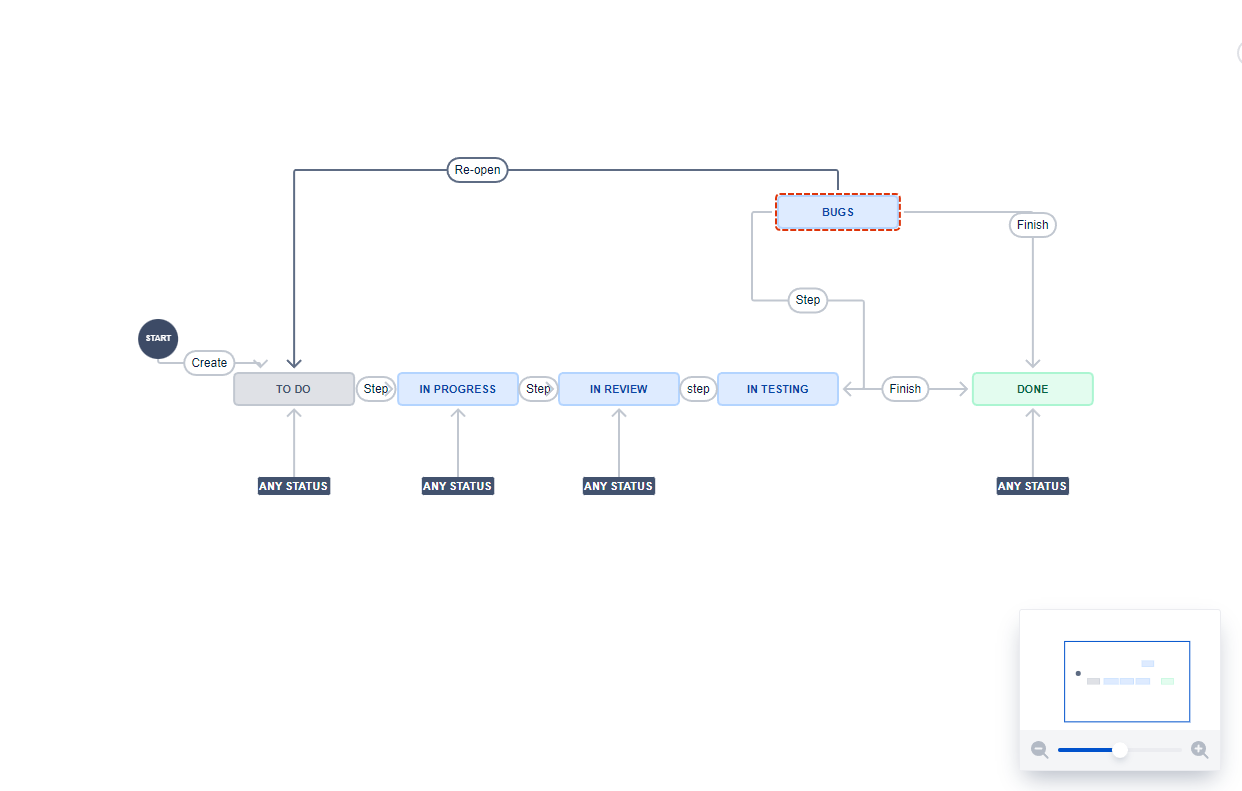 Re-open
BUGS
Finish
Step
START
Create
TO DO
Step
IN PROGRESS
Step
IN REVIEW
step
IN TESTING
Finish
DONE
ANY STATUS
ANY STATUS
ANY STATUS
ANY STATUS